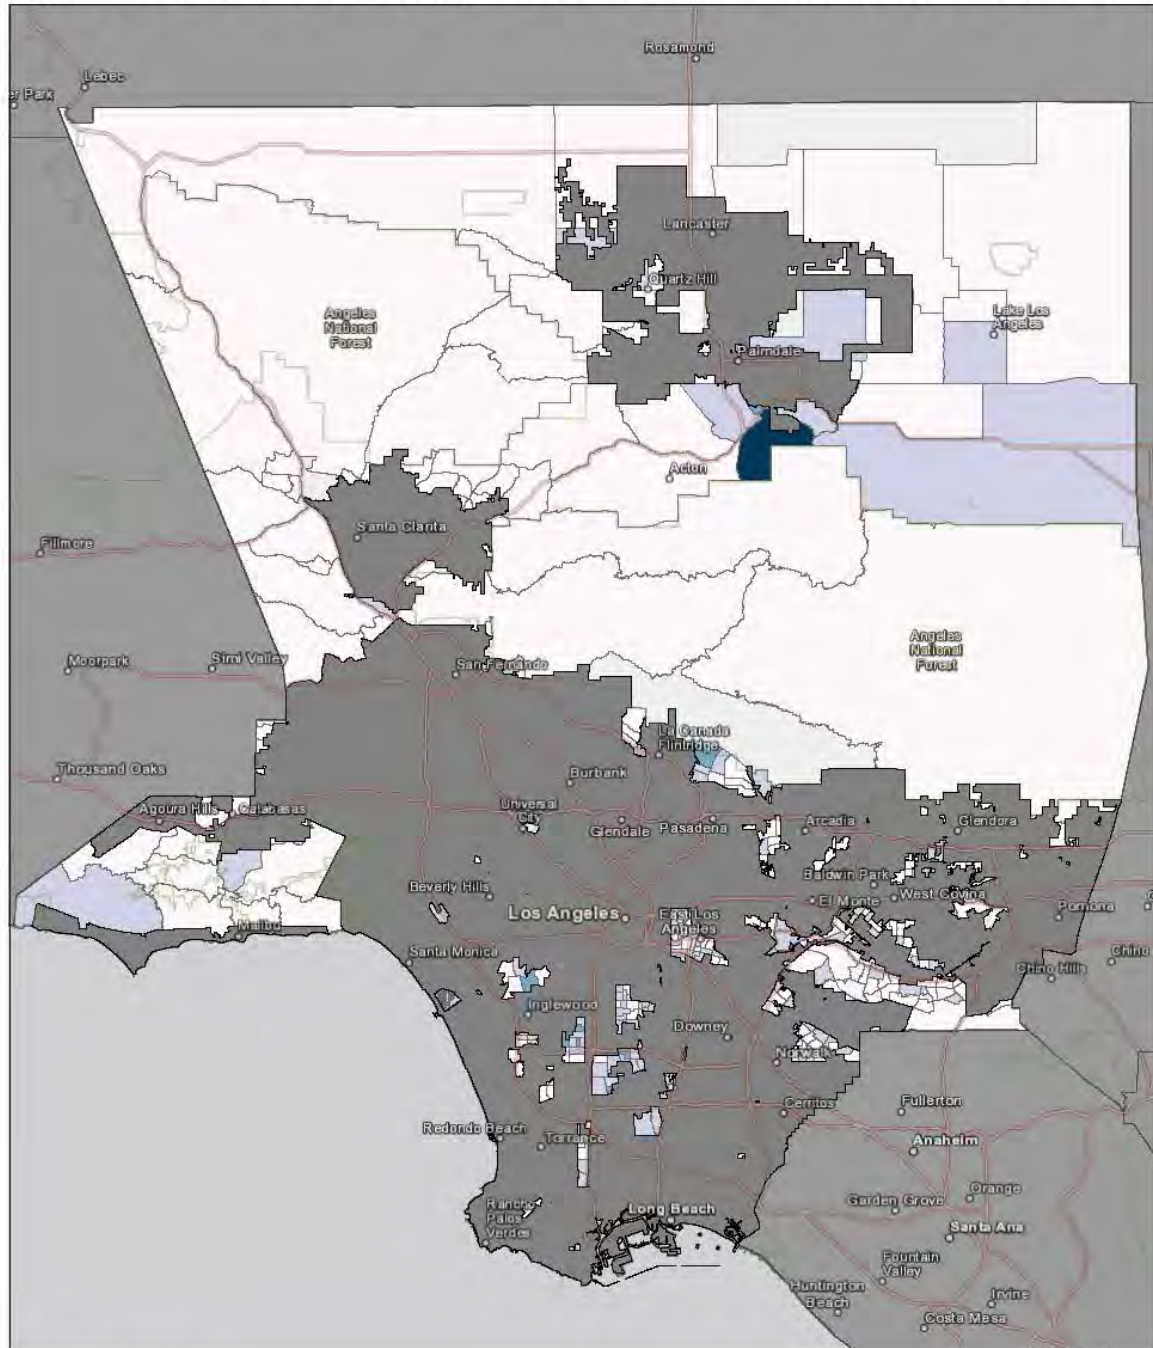 Rosamond
Lebec
er Park
Lancaster
Quartz Hill
Lake Los
Angeles
Angeles
National
Forest
Palmdale
Acton
Santa Clarita
Fillmore
Angeles
National
Forest
Moorpark
Simi Valley
San Fernando
La Canada
Flintridge
Thousand Oaks
Burbank
Agoura Hills
Calabasas
Universal
City
Glendale
Pasadena
Arcadia
Glendora
Baldwin Park
Beverly Hills
El Monte
West Covina
Los Angeles
East Los
Angeles
Pomona
Malibu
Santa Monica
Chino
Chino Hills
Inglewood
Downey
Norwalk
Cerritos
Fullerton
Redondo Beach
Torrance
Anaheim
Orange
Garden Grove
Rancho
Palos
Verdes
Long Beach
Santa Ana
Fountain
Valley
Huntington
Beach
Irvine
Costa Mesa